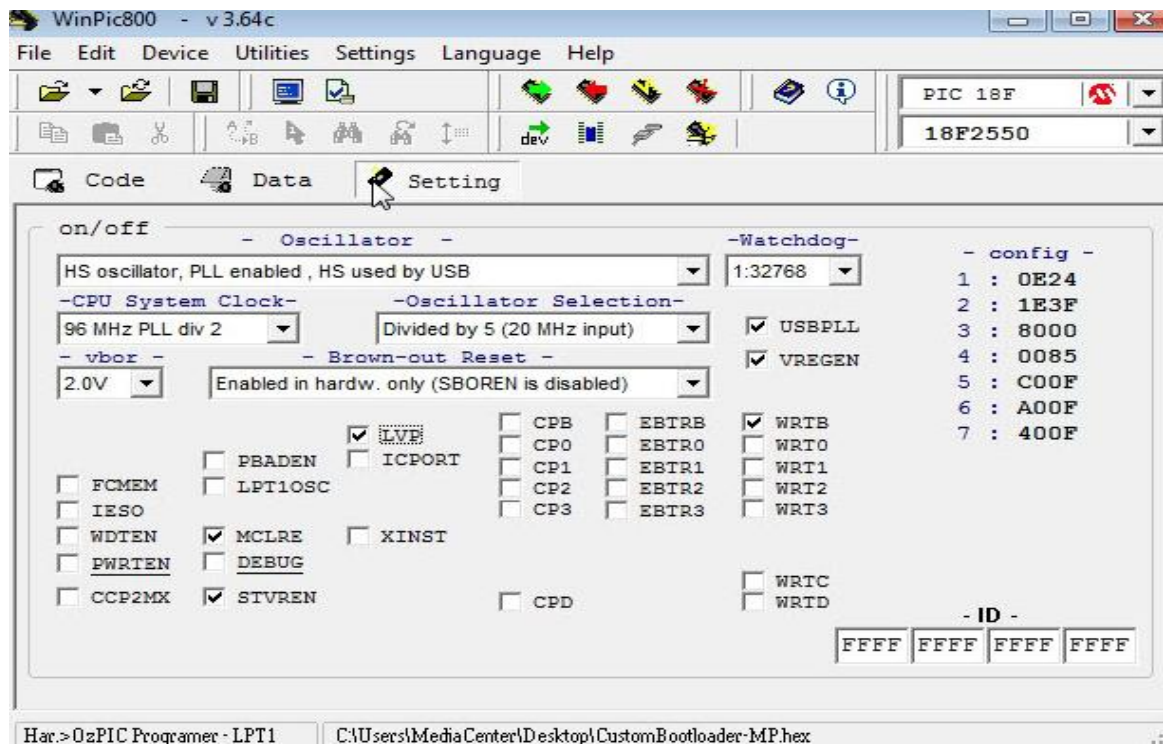 WinPic800 - v 3.64c
File Edit Device Utilities Settings Language Help
PIC 18F
dev
18F2550
Code Data Setting
on/off
- Oscillator - -Watchdog-
HS oscillator, PLL enabled , HS used by USB 1:32768
- config -
1 : 0E24
2 : 1E3F
3 : 8000
4 : 0085
5 : C00F
6 : A00F
7 : 400F
-CPU System Clock- -Oscillator Selection-
96 MHz PLL div 2 Divided by 5 (20 MHz input) USBPLL
- vbor - - Brown-out Reset - VREGEN
2.0V Enabled in hardw. only (SBOREN is disabled)
LVP CPB EBTRB WRTB
PBADEN ICPORT CP0 EBTR0 WRT0
CP1 EBTR1 WRT1
FCMEM LPT1OSC CP2 EBTR2 WRT2
IESO CP3 EBTR3 WRT3
WDTEN MCLRE XINST
PWRTEN DEBUG
WRTC
CCP2MX STVREN CPD WRTD
- ID -
FFFF FFFF FFFF FFFF
Har.>OzPIC Programer - LPT1 C:\Users\MediaCenter\Desktop\CustomBootloader-MP.hex